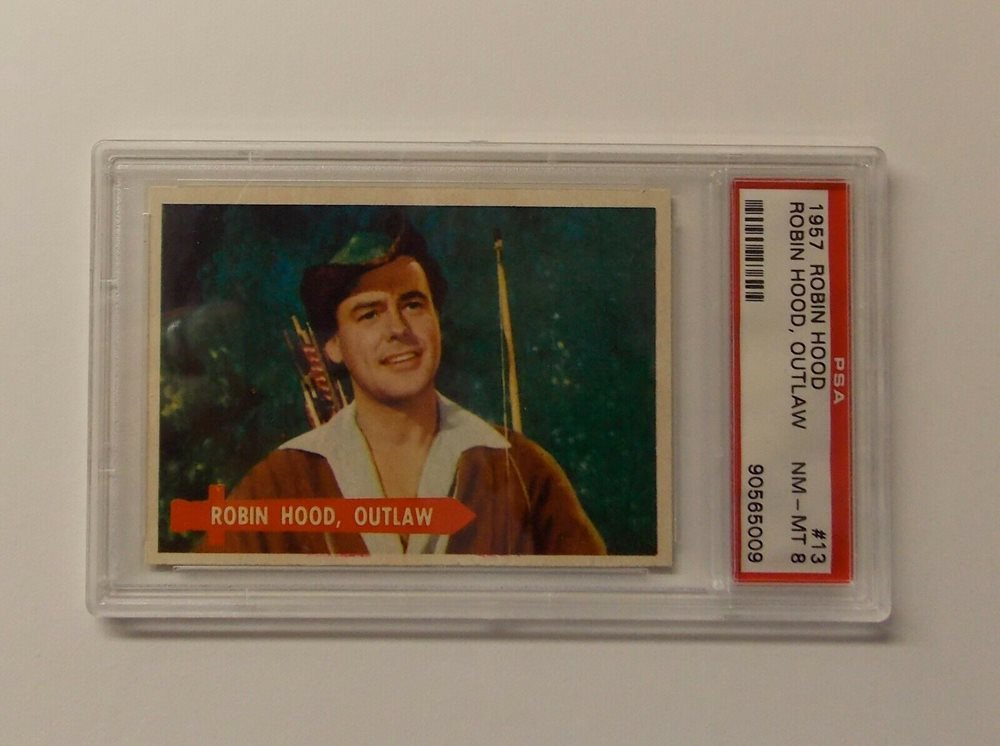 ROBIN HOOD, OUTLAW
PSA
1957 ROBIN HOOD #13
ROBIN HOOD, OUTLAW NM-MT 8
90565009